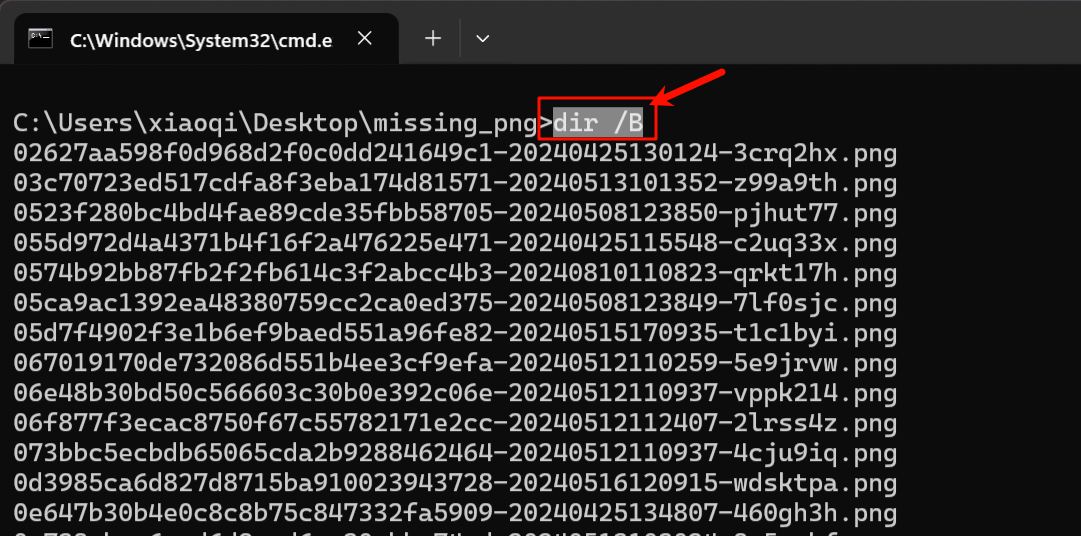 C:\Windows\System32\cmd.e
C:\Users\xiaoqi\Desktop\missing_png>dir /B
02627aa598f0d968d2f0c0dd241649c1-20240425130124-3crq2hx.png
03c70723ed517cdfa8f3eba174d81571-20240513101352-z99a9th.png
0523f280bc4bd4fae89cde35fbb58705-20240508123850-pjhut77.png
055d972d4a4371b4f16f2a476225e471-20240425115548-c2uq33x.png
0574b92bb87fb2f2fb614c3f2abcc4b3-20240810110823-qrkt17h.png
05ca9ac1392ea48380759cc2ca0ed375-20240508123849-7lf0sjc.png
05d7f4902f3e1b6ef9baed551a96fe82-20240515170935-t1c1byi.png
067019170de732086d551b4ee3cf9efa-20240512110259-5e9jrvw.png
06e48b30bd50c566603c30b0e392c06e-20240512110937-vppk214.png
06f877f3ecac8750f67c55782171e2cc-20240512112407-2lrss4z.png
073bbc5ecbdb65065cda2b9288462464-20240512110937-4cju9iq.png
0d3985ca6d827d8715ba910023943728-20240516120915-wdsktpa.png
0e647b30b4e0c8c8b75c847332fa5909-20240425134807-460gh3h.png